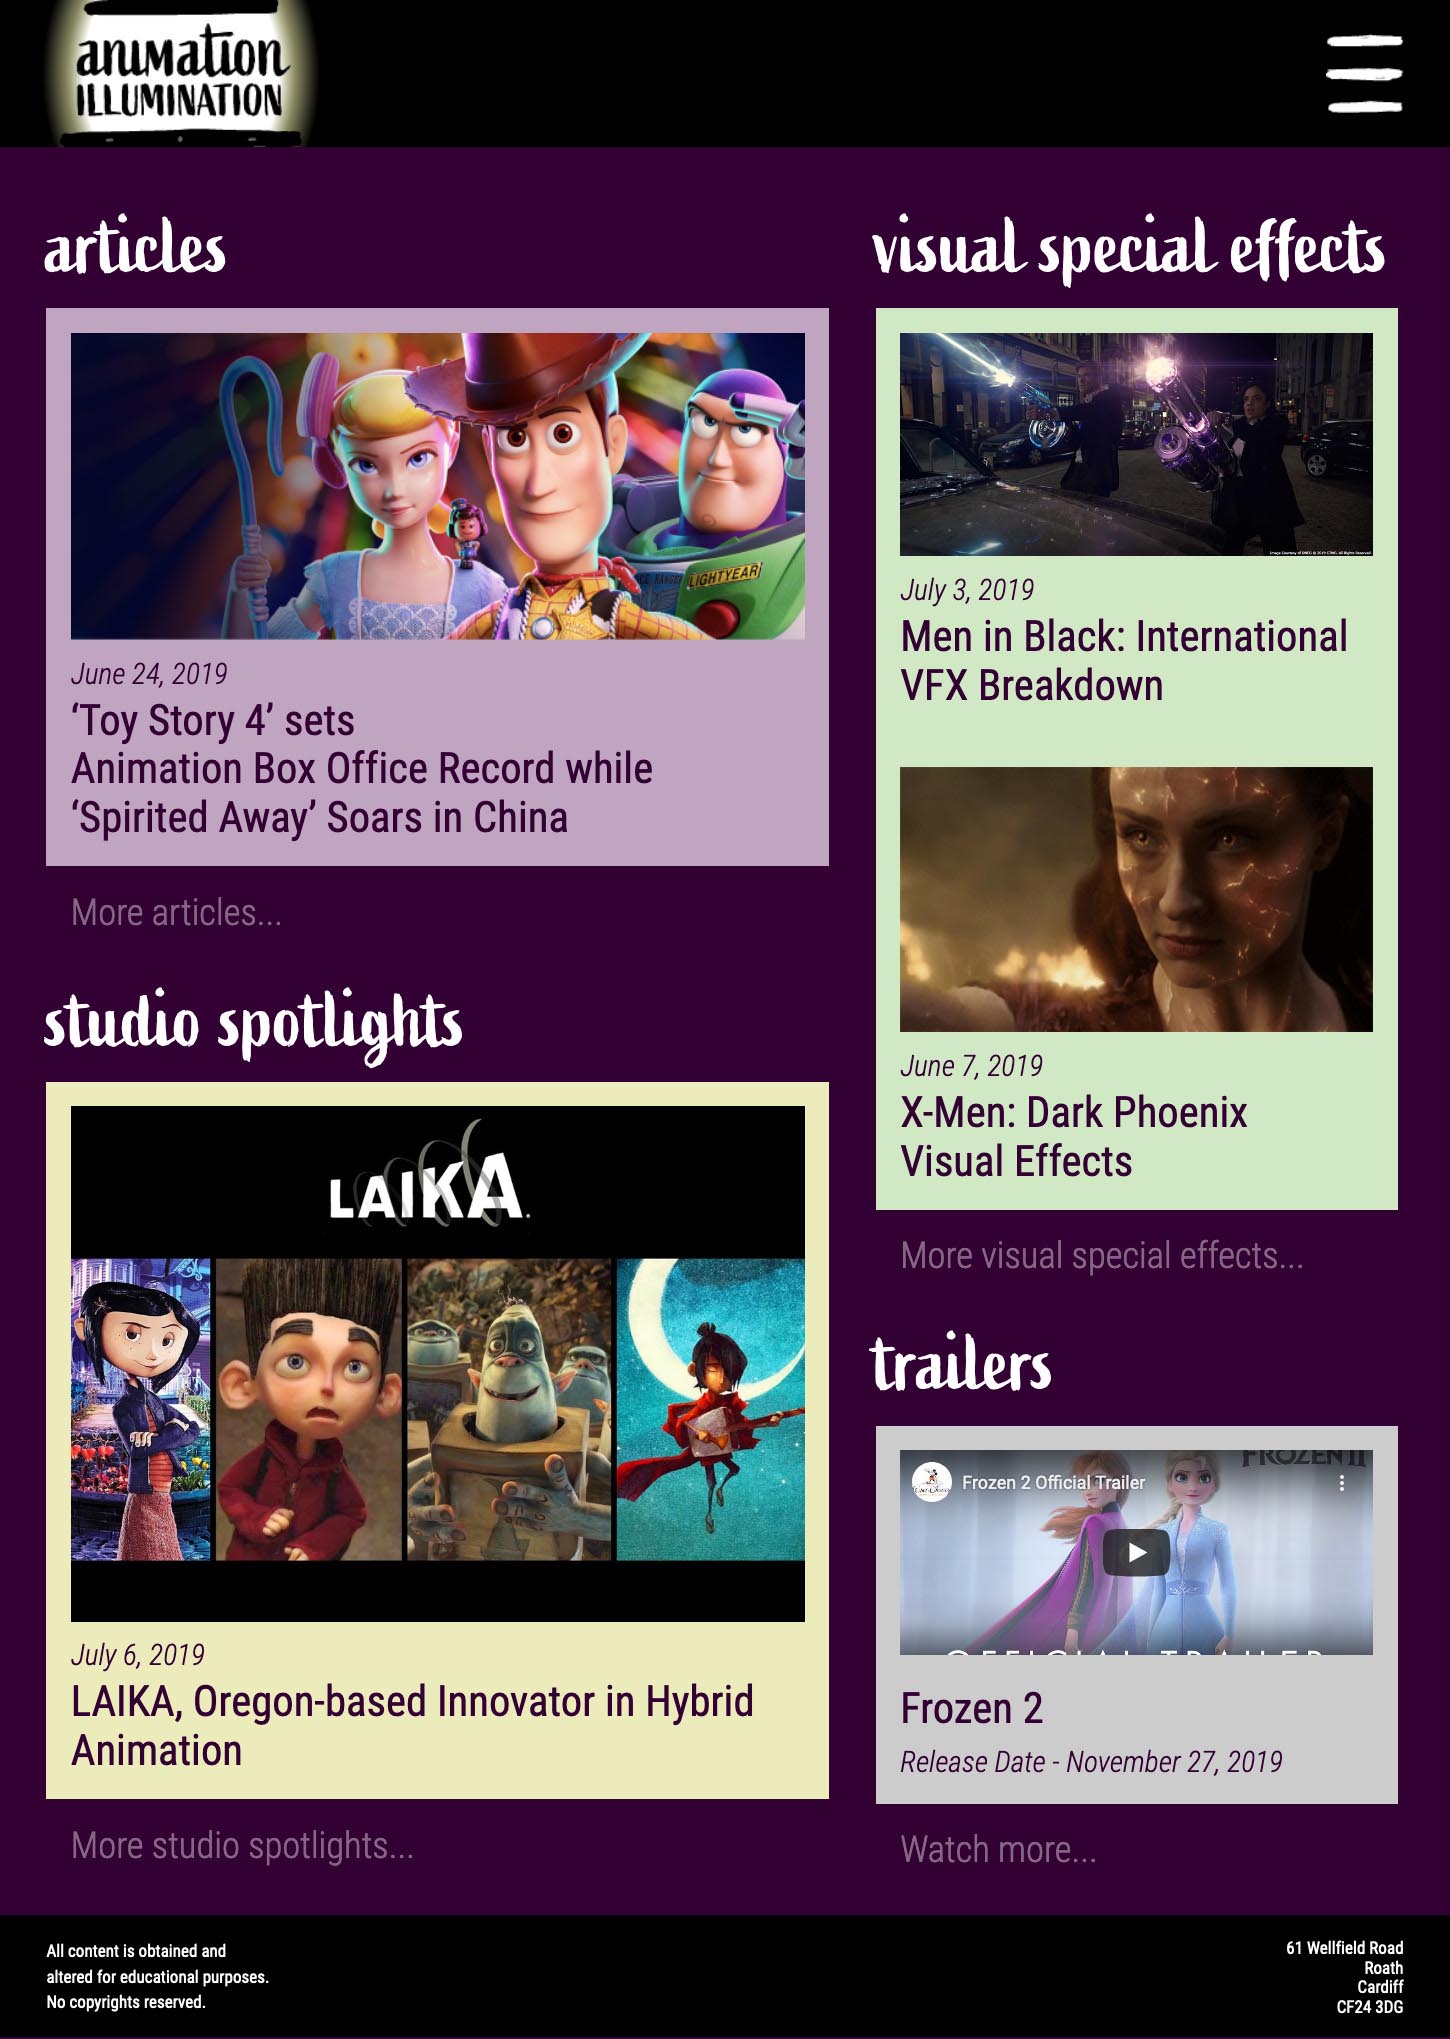 anımation
ILLUMINATION
articles
LIGHTYEAR
June 24, 2019
‘Toy Story 4’ sets
Animation Box Office Record while
‘Spirited Away’ Soars in China
More articles...
studio spotlights
LAIKA.
July 6, 2019
LAIKA, Oregon-based Innovator in Hybrid
Animation
More studio spotlights...
visual special effects
July 3, 2019
Men in Black: International
VFX Breakdown
June 7, 2019
X-Men: Dark Phoenix
Visual Effects
More visual special effects...
trailers
FROZEN II
Frozen 2 Official Trailer
OFFICIAL TRAILER
Frozen 2
Release Date - November 27, 2019
Watch more...
All content is obtained and
altered for educational purposes.
No copyrights reserved.
61 Wellfield Road
Roath
Cardiff
CF24 3DG